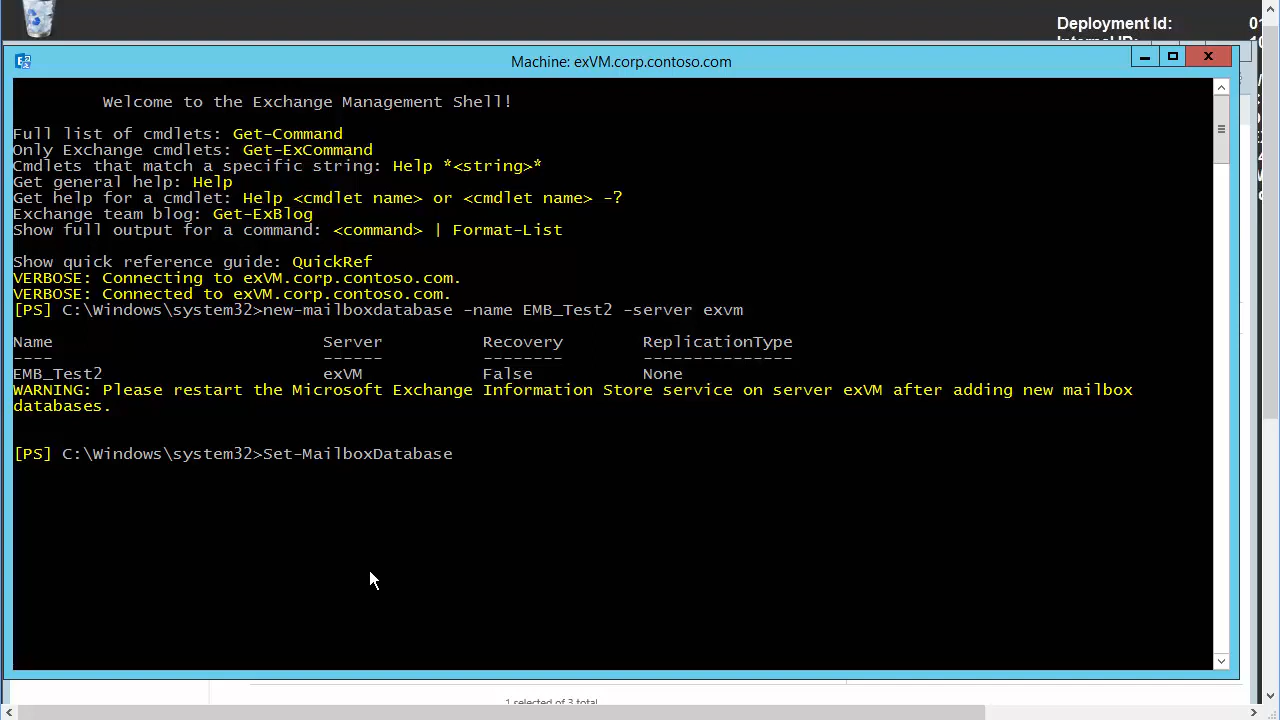 Deployment Id:
Machine: exVM.corp.contoso.com
Welcome to the Exchange Management Shell!
Full list of cmdlets: Get-Command
Only Exchange cmdlets: Get-ExCommand
Cmdlets that match a specific string: Help *<string>*
Get general help: Help
Get help for a cmdlet: Help <cmdlet name> or <cmdlet name> -?
Exchange team blog: Get-ExBlog
Show full output for a command: <command> | Format-List
Show quick reference guide: QuickRef
VERBOSE: Connecting to exVM.corp.contoso.com.
VERBOSE: Connected to exVM.corp.contoso.com.
[PS] C:\Windows\system32>new-mailboxdatabase -name EMB_Test2 -server exvm
Name Server Recovery ReplicationType
---- ------ -------- ---------------
EMB_Test2 exVM False None
WARNING: Please restart the Microsoft Exchange Information Store service on server exVM after adding new mailbox
databases.
[PS] C:\Windows\system32>Set-MailboxDatabase
1 selected of 3 total